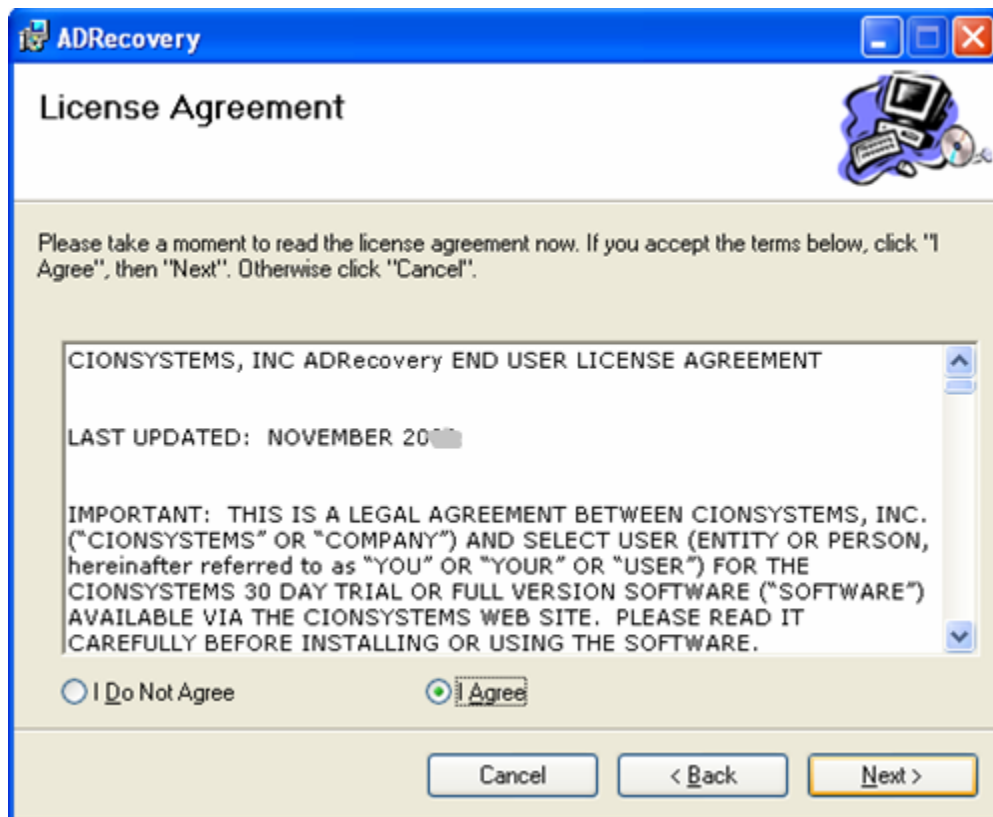 ADRecovery
License Agreement
Please take a moment to read the license agreement now. If you accept the terms below, click "I
Agree", then "Next". Otherwise click "Cancel".
CIONSYSTEMS, INC ADRecovery END USER LICENSE AGREEMENT
LAST UPDATED:  NOVEMBER
IMPORTANT:  THIS IS A LEGAL AGREEMENT BETWEEN CIONSYSTEMS, INC.
(“CIONSYSTEMS” OR “COMPANY”) AND SELECT USER (ENTITY OR PERSON,
hereinafter referred to as “YOU” OR “YOUR” OR “USER”) FOR THE
CIONSYSTEMS 30 DAY TRIAL OR FULL VERSION SOFTWARE (“SOFTWARE”)
AVAILABLE VIA THE CIONSYSTEMS WEB SITE.  PLEASE READ IT
CAREFULLY BEFORE INSTALLING OR USING THE SOFTWARE.
I Do Not Agree
I Agree
Cancel
< Back
Next >